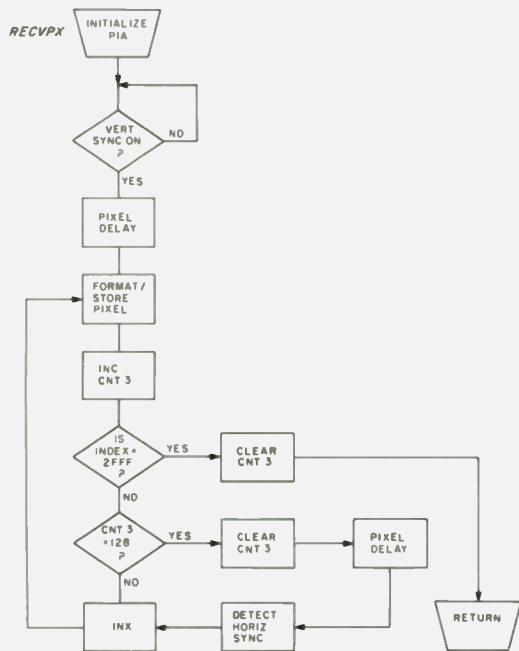 RECVPX
INITIALIZE
PIA
VERT
SYNC ON
?
NO
YES
PIXEL
DELAY
FORMAT/
STORE
PIXEL
INC
CNT 3
IS
INDEX=
2FFF
?
YES
CLEAR
CNT 3
NO
CNT 3
=128
?
YES
CLEAR
CNT 3
PIXEL
DELAY
NO
INX
DETECT
HORIZ
SYNC
RETURN